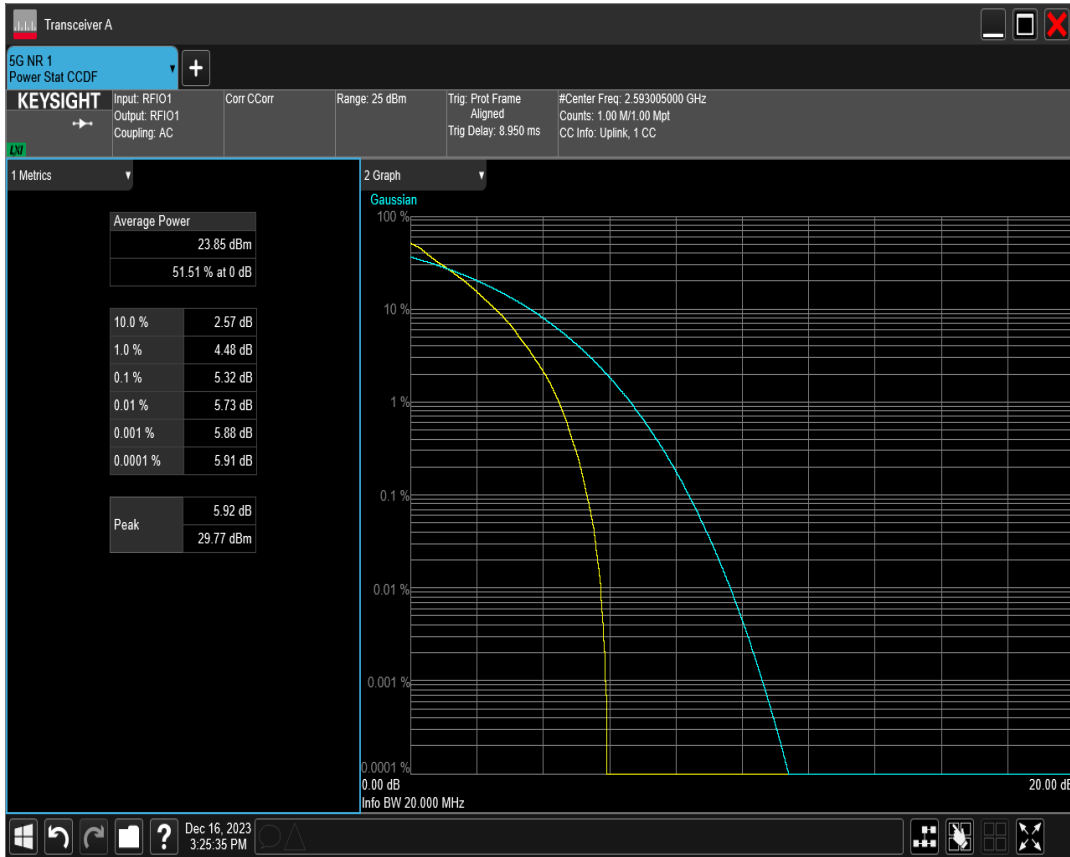 Transceiver A
5G NR 1
Power Stat CCDF
+
KEYSIGHT
LXI
Input: RFIO1
Output: RFIO1
Coupling: AC
Corr CCorr
Range: 25 dBm
Trig: Prot Frame
Aligned
Trig Delay: 8.950 ms
#Center Freq: 2.593005000 GHz
Counts: 1.00 M/1.00 Mpt
CC Info: Uplink, 1 CC
1 Metrics
Average Power
23.85 dBm
51.51 % at 0 dB
10.0 % 2.57 dB
1.0 % 4.48 dB
0.1 % 5.32 dB
0.01 % 5.73 dB
0.001 % 5.88 dB
0.0001 % 5.91 dB
Peak
5.92 dB
29.77 dBm
2 Graph
Gaussian
100 %
10 %
1 %
0.1 %
0.01 %
0.001 %
0.0001 %
0.00 dB 20.00 dB
Info BW 20.000 MHz
?
Dec 16, 2023
3:25:35 PM